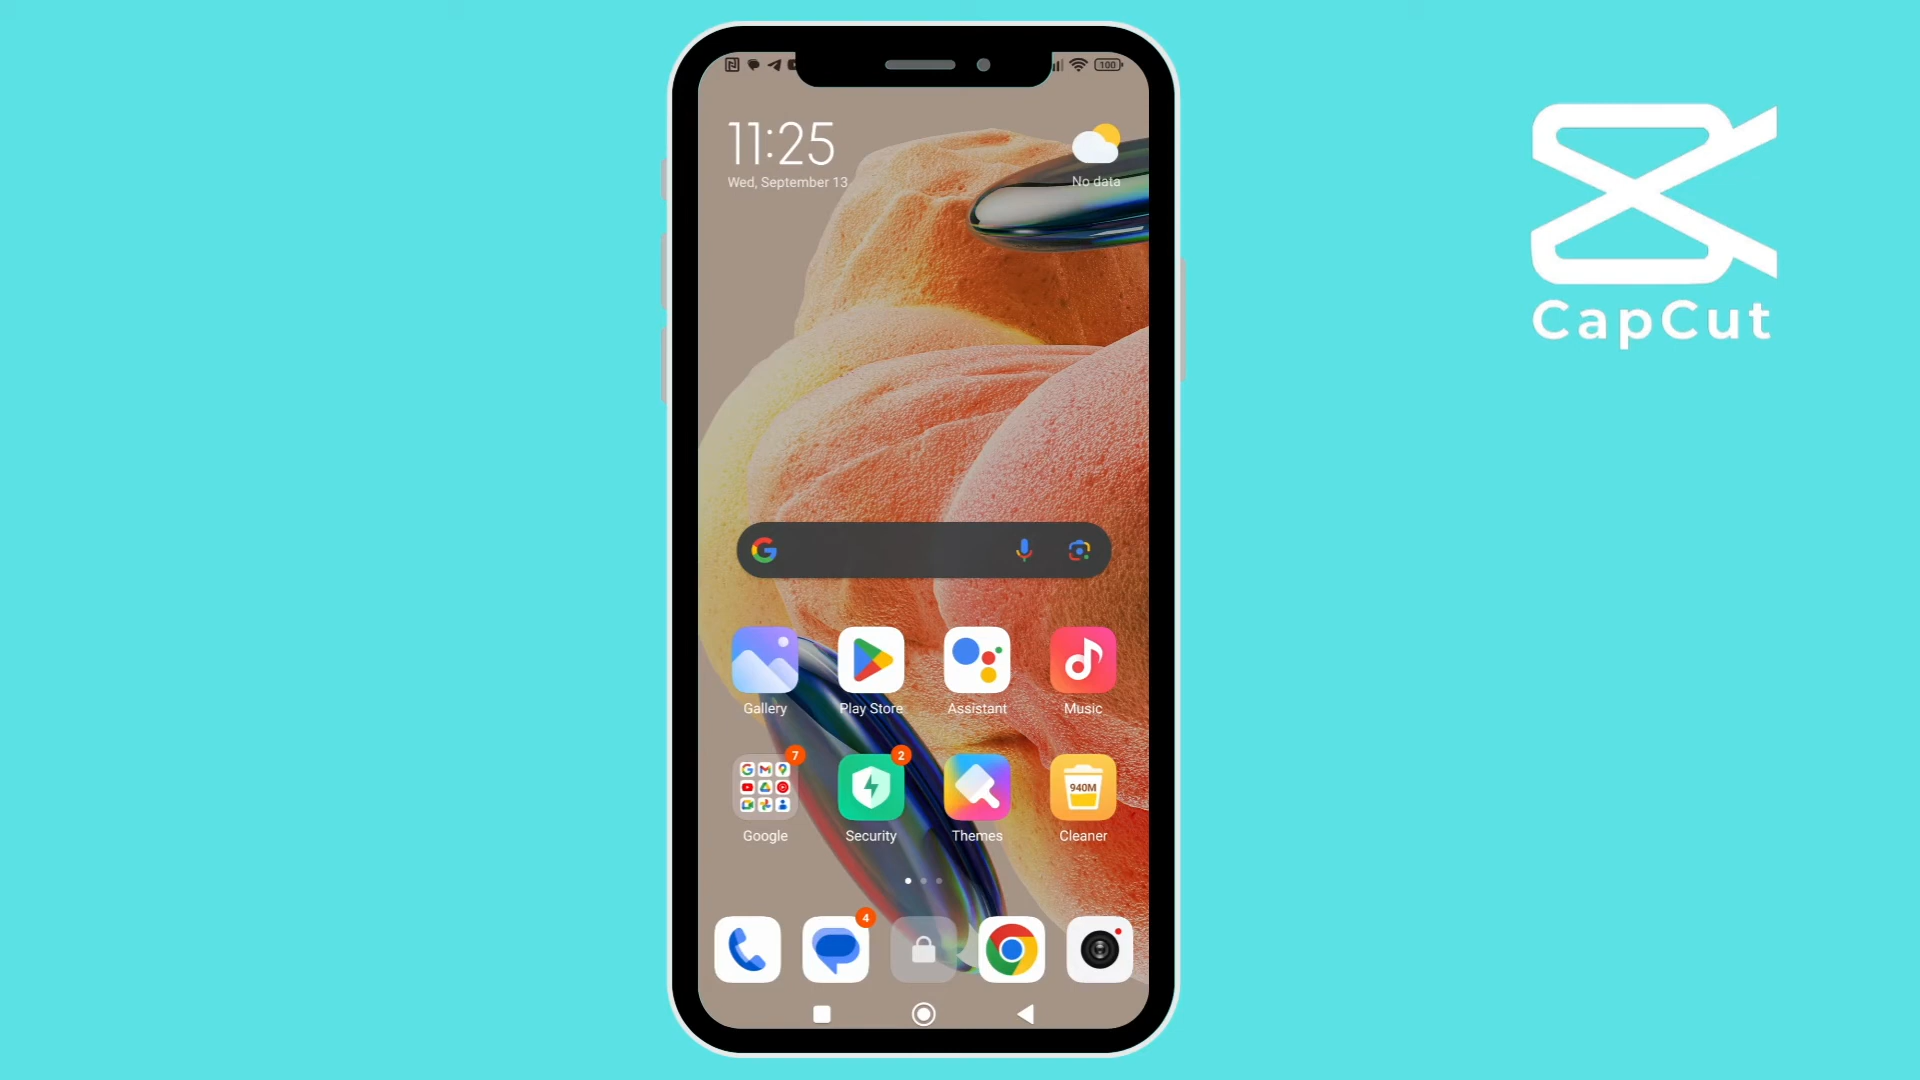 100
11:25
Wed, September 13
No data
CapCut
Gallery
Play Store
Assistant
Music
7
2
940M
Google
Security
Themes
Cleaner
4